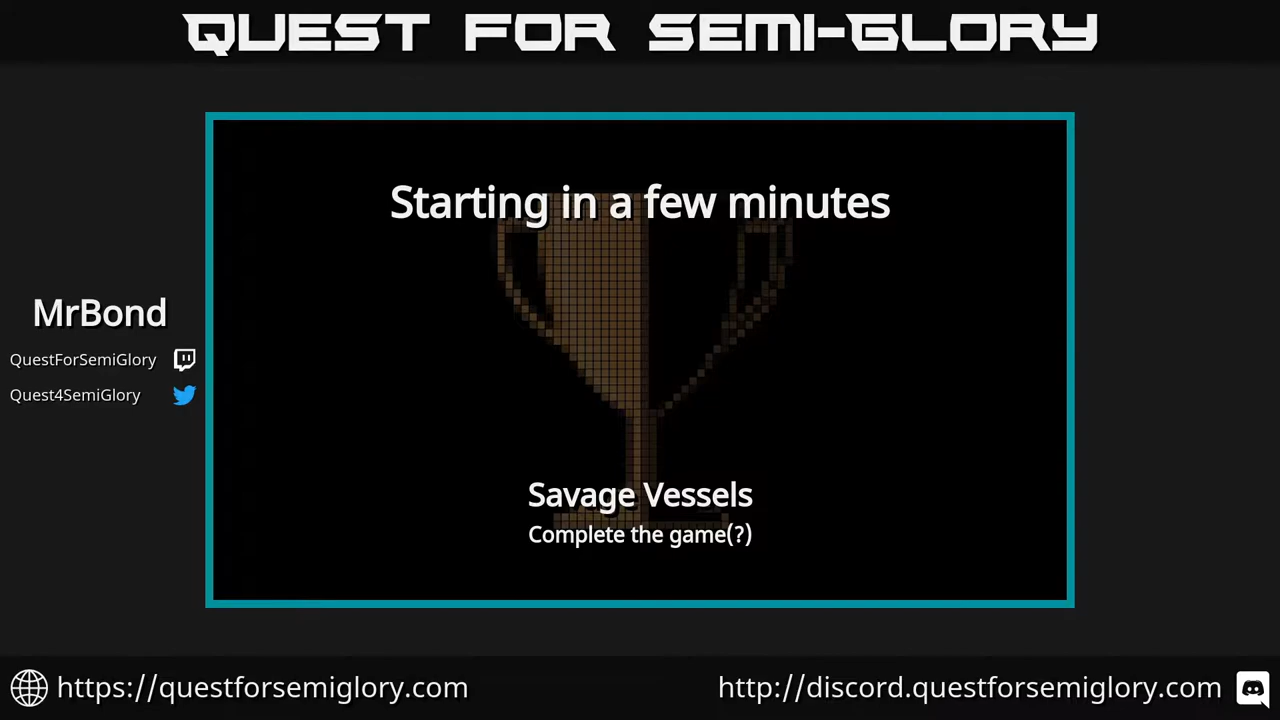 QUEST FOR SEMI-GLORY
Starting in a few minutes
MrBond
QuestForSemiGlory
Quest4SemiGlory
Savage Vessels
Complete the game(?)
https://questforsemiglory.com
http://discord.questforsemiglory.com